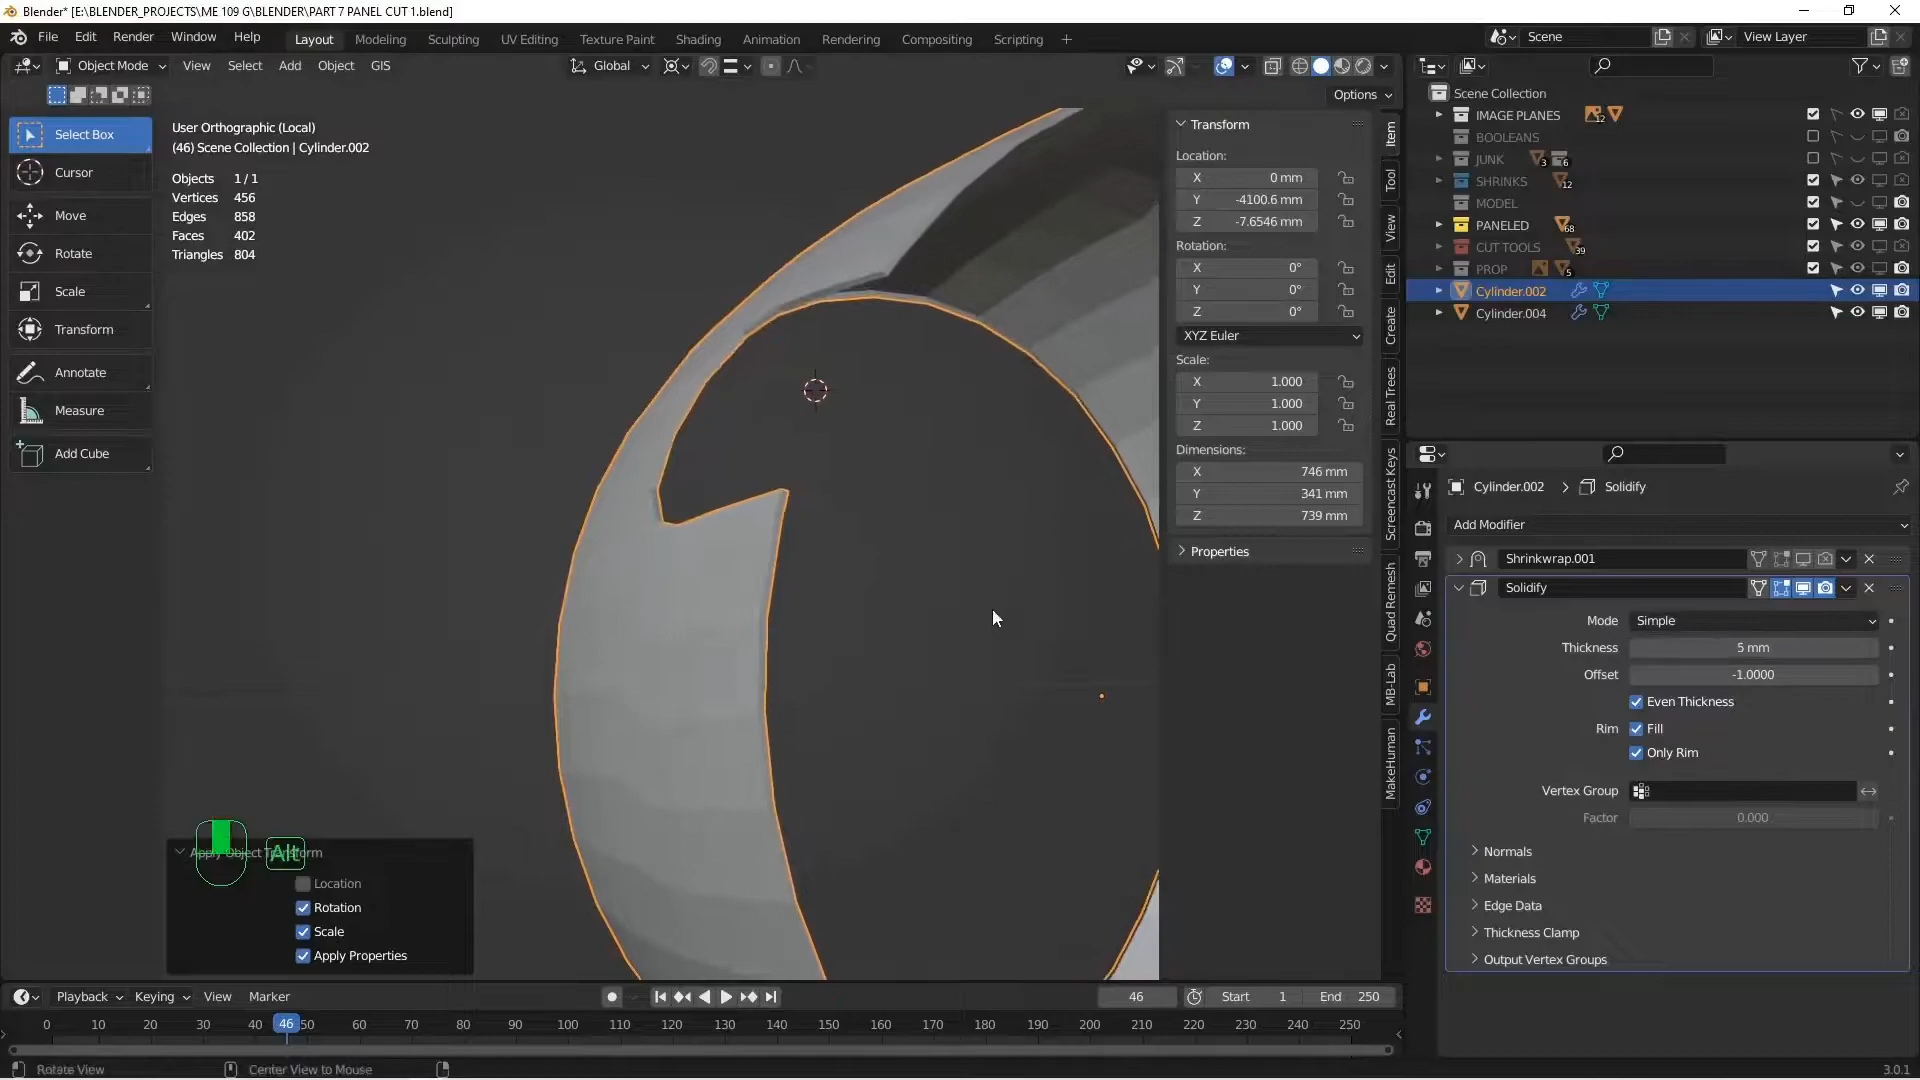 Blender* [E:\BLENDER_PROJECTS\ME 109 G\BLENDER\PART 7 PANEL CUT 1.blend]
File Edit Render Window Help Layout Modeling Sculpting UV Editing Texture Paint Shading Animation Rendering Compositing Scripting + Scene View Layer
Object Mode View Select Add Object GIS Global
Options
Select Box
Cursor
Move
Rotate
Scale
Transform
Annotate
Measure
Add Cube
User Orthographic (Local)
(46) Scene Collection | Cylinder.002
Objects 1 / 1
Vertices 456
Edges 858
Faces 402
Triangles 804
Transform
Location:
X 0 mm
Y -4100.6 mm
Z -7.6546 mm
Rotation:
X 0°
Y 0°
Z 0°
XYZ Euler
Scale:
X 1.000
Y 1.000
Z 1.000
Dimensions:
X 746 mm
Y 341 mm
Z 739 mm
Properties
Item
Tool
View
Edit
Create
Real Trees
Screencast Keys
Quad Remesh
MB-Lab
MakeHuman
Scene Collection
IMAGE PLANES 12
BOOLEANS
JUNK 3 6
SHRINKS 12
MODEL
PANELED 68
CUT TOOLS 39
PROP 5
Cylinder.002
Cylinder.004
Cylinder.002 > Solidify
Add Modifier
Shrinkwrap.001
Solidify
Mode Simple
Thickness 5 mm
Offset -1.0000
Even Thickness
Rim Fill
Only Rim
Vertex Group
Factor 0.000
Normals
Materials
Edge Data
Thickness Clamp
Output Vertex Groups
Alt
Apply Object Transform
Location
Rotation
Scale
Apply Properties
Playback Keying View Marker 46 Start 1 End 250
0 10 20 30 40 46 50 60 70 80 90 100 110 120 130 140 150 160 170 180 190 200 210 220 230 240 250
Rotate View Center View to Mouse 3.0.1